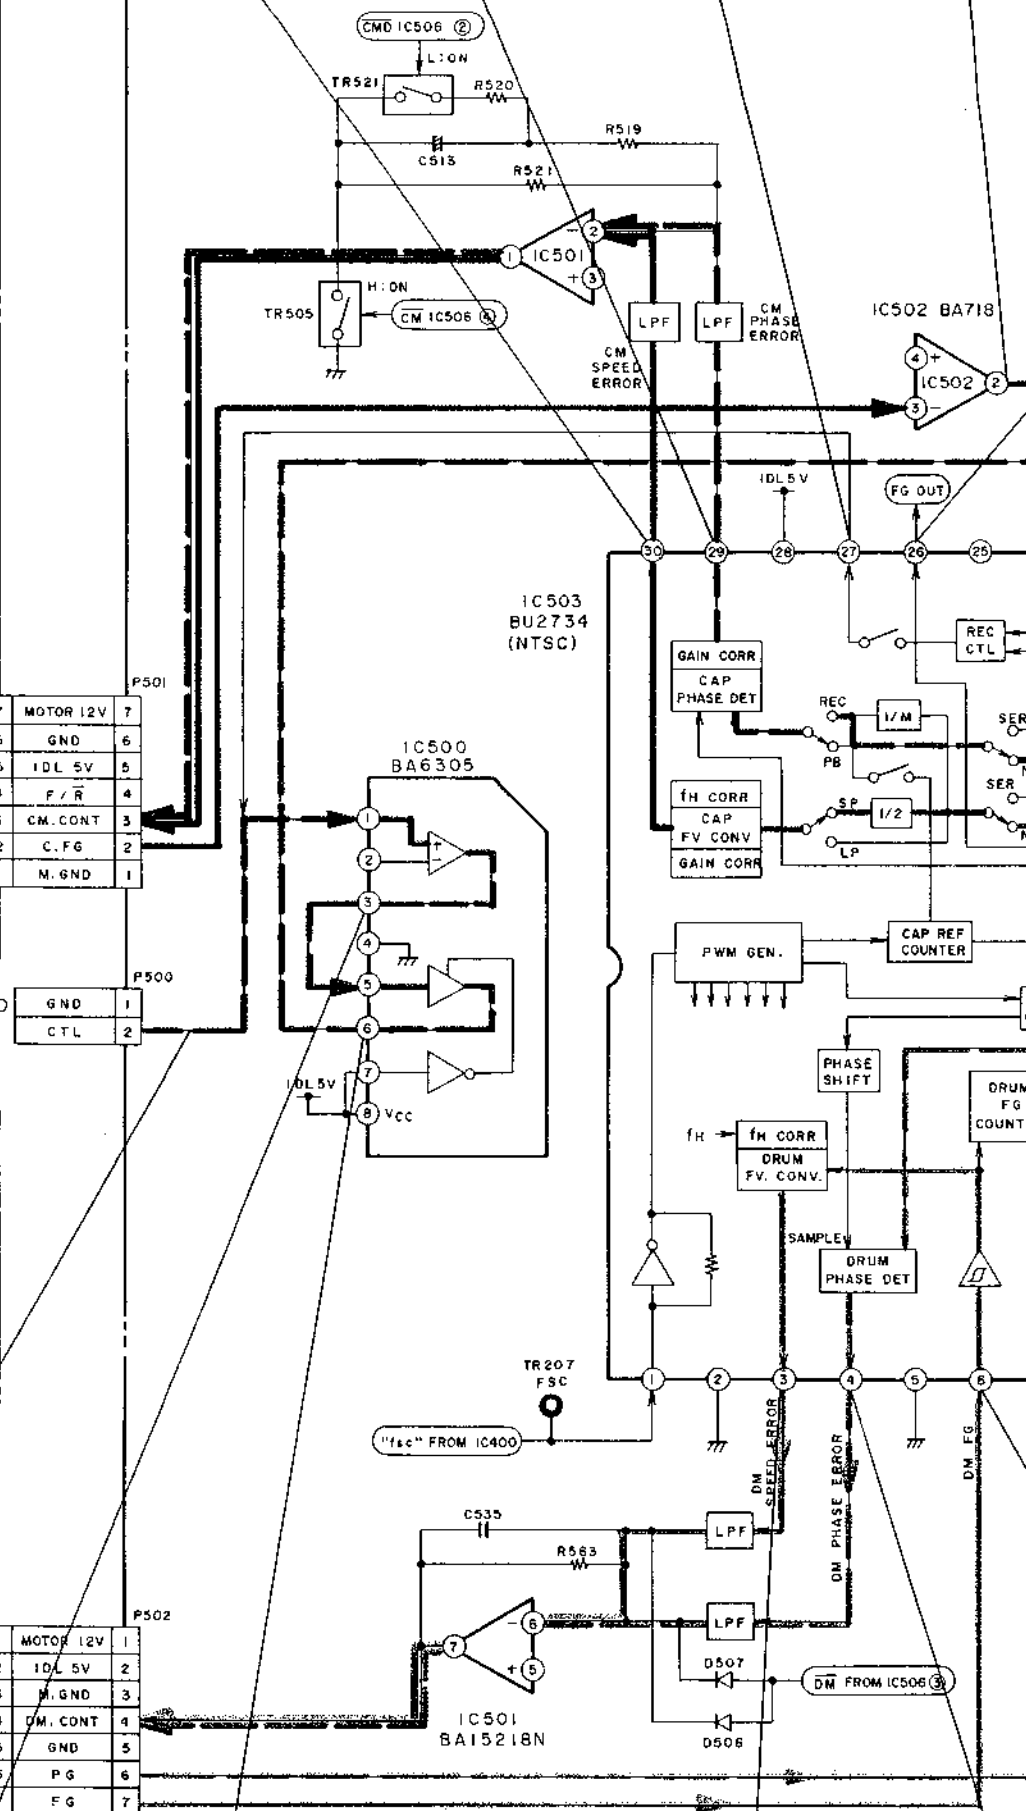 CMD IC506 ②
L:ON
TR521
R520
R519
C513
R521
− 2
1 IC501
+ 3
H:ON
TR505
CM IC506 ④
LPF
LPF
CM
PHASE
ERROR
CM
SPEED
ERROR
IC502 BA718
4 +
IC502 2
3 −
IDL5V
FG OUT
30 29 28 27 26 25
IC503
BU2734
(NTSC)
REC
CTL
GAIN CORR
CAP
PHASE DET
REC
PB
1/M
SER
SER
fH CORR
CAP
FV CONV
GAIN CORR
SP
LP
1/2
P501
MOTOR 12V 7
GND 6
IDL 5V 5
F/R̅ 4
CM.CONT 3
C.FG 2
M.GND 1
IC500
BA6305
1
2
+
−
3
4
5
6
7
IDL5V
8 Vcc
P500
GND 1
CTL 2
PWM GEN.
CAP REF
COUNTER
PHASE
SHIFT
DRUM
FG
COUNT
fH
fH CORR
DRUM
FV. CONV.
SAMPLE
DRUM
PHASE DET
TR207
FSC
"fsc" FROM IC400
1 2 3 4 5 6
DM
SPEED ERROR
DM PHASE ERROR
DM FG
C535
R563
LPF
LPF
− 6
7
+ 5
D507
D̅M̅ FROM IC506 ③
D506
IC501
BA15218N
P502
MOTOR 12V 1
IDL 5V 2
M.GND 3
DM.CONT 4
GND 5
PG 6
FG 7